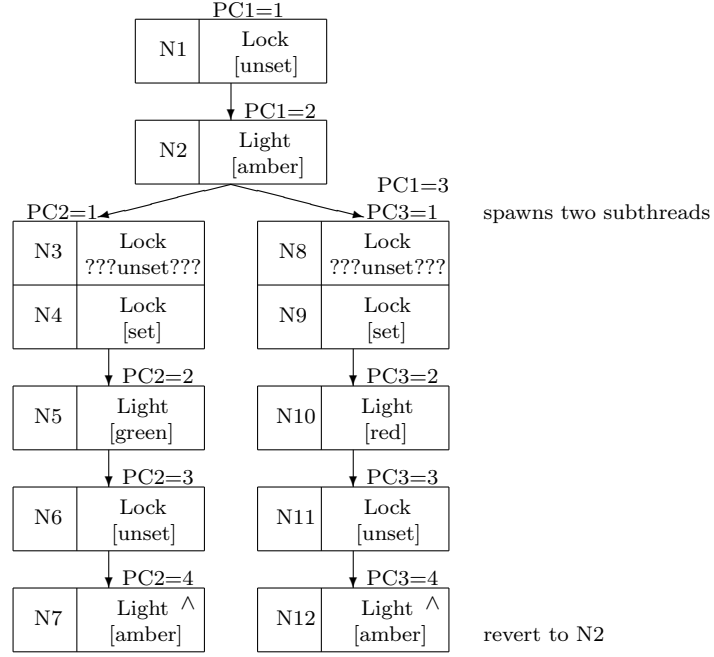 PC1=1
N1 Lock
[unset]
PC1=2
N2 Light
[amber]
PC1=3
PC2=1 PC3=1 spawns two subthreads
N3 Lock
???unset???
N8 Lock
???unset???
N4 Lock
[set]
N9 Lock
[set]
PC2=2 PC3=2
N5 Light
[green]
N10 Light
[red]
PC2=3 PC3=3
N6 Lock
[unset]
N11 Lock
[unset]
PC2=4 PC3=4
N7 Light ^
[amber]
N12 Light ^
[amber]
revert to N2